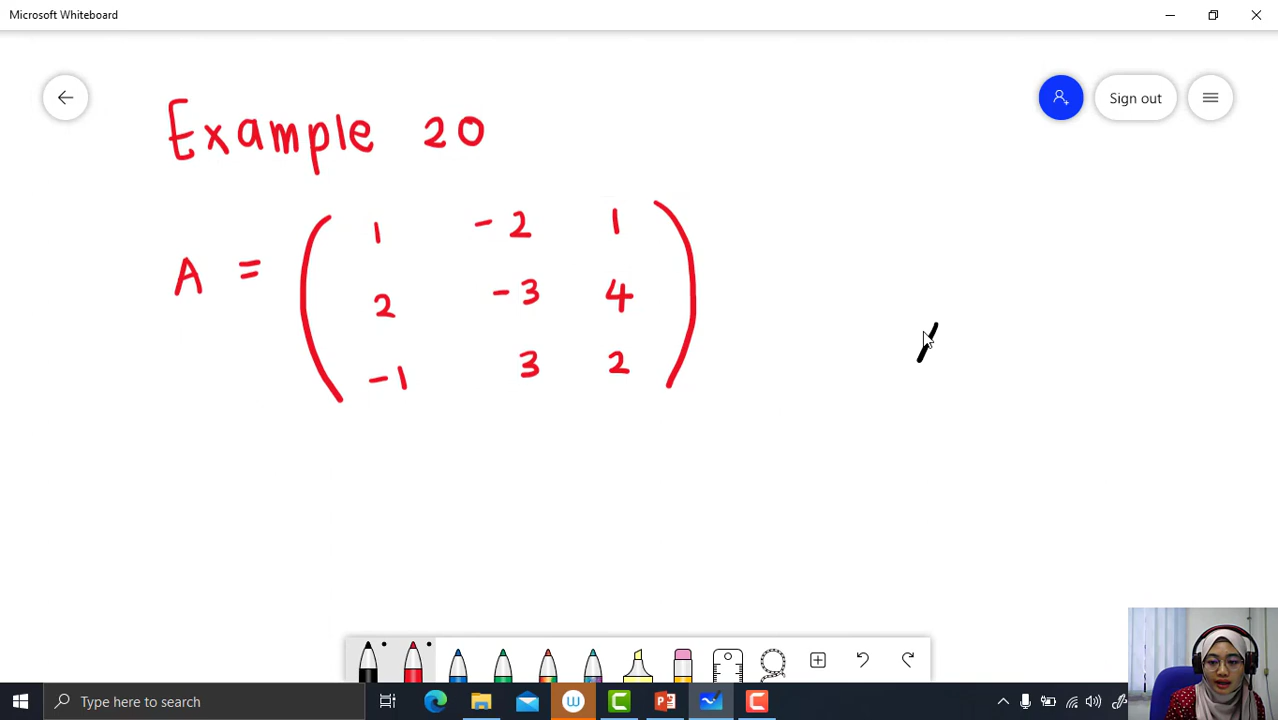 Microsoft Whiteboard
Sign out
Example 20
A = ( 1 -2 1
2 -3 4
-1 3 2 )
Type here to search